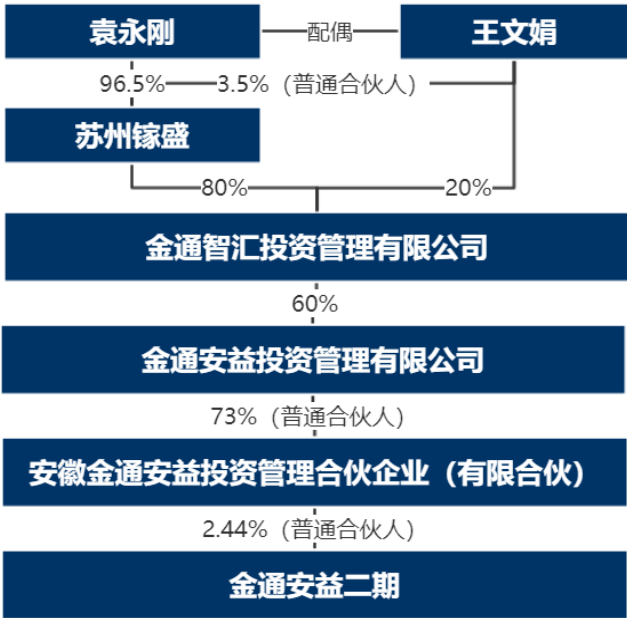 袁永刚 配偶 王文娟
96.5% 3.5%（普通合伙人）
苏州镓盛
80% 20%
金通智汇投资管理有限公司
60%
金通安益投资管理有限公司
73%（普通合伙人）
安徽金通安益投资管理合伙企业（有限合伙）
2.44%（普通合伙人）
金通安益二期